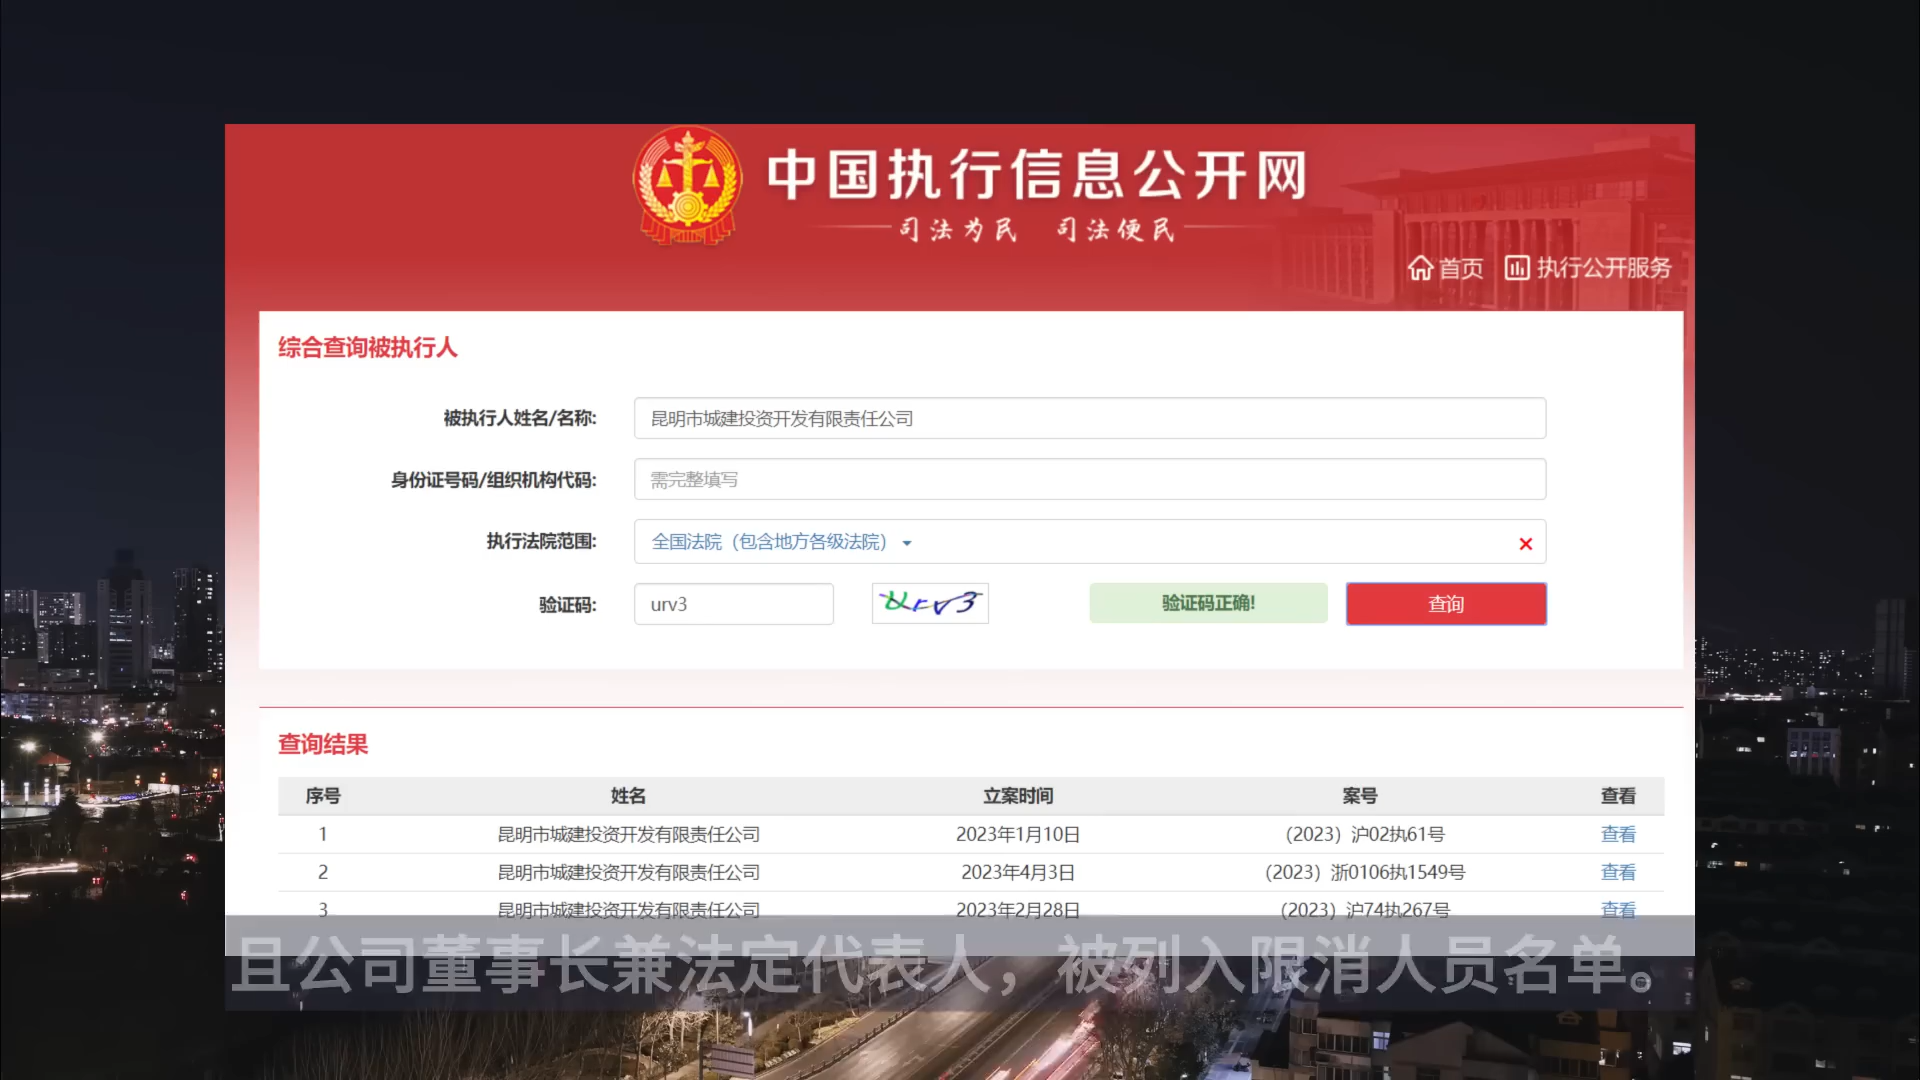 中国执行信息公开网
司法为民 司法便民
首页 执行公开服务
综合查询被执行人
被执行人姓名/名称: 昆明市城建投资开发有限责任公司
身份证号码/组织机构代码: 需完整填写
执行法院范围: 全国法院（包含地方各级法院）
验证码: urv3 urv3 验证码正确! 查询
查询结果
序号 姓名 立案时间 案号 查看
1 昆明市城建投资开发有限责任公司 2023年1月10日 （2023）沪02执61号 查看
2 昆明市城建投资开发有限责任公司 2023年4月3日 （2023）浙0106执1549号 查看
3 昆明市城建投资开发有限责任公司 2023年2月28日 （2023）沪74执267号 查看
且公司董事长兼法定代表人，被列入限消人员名单。